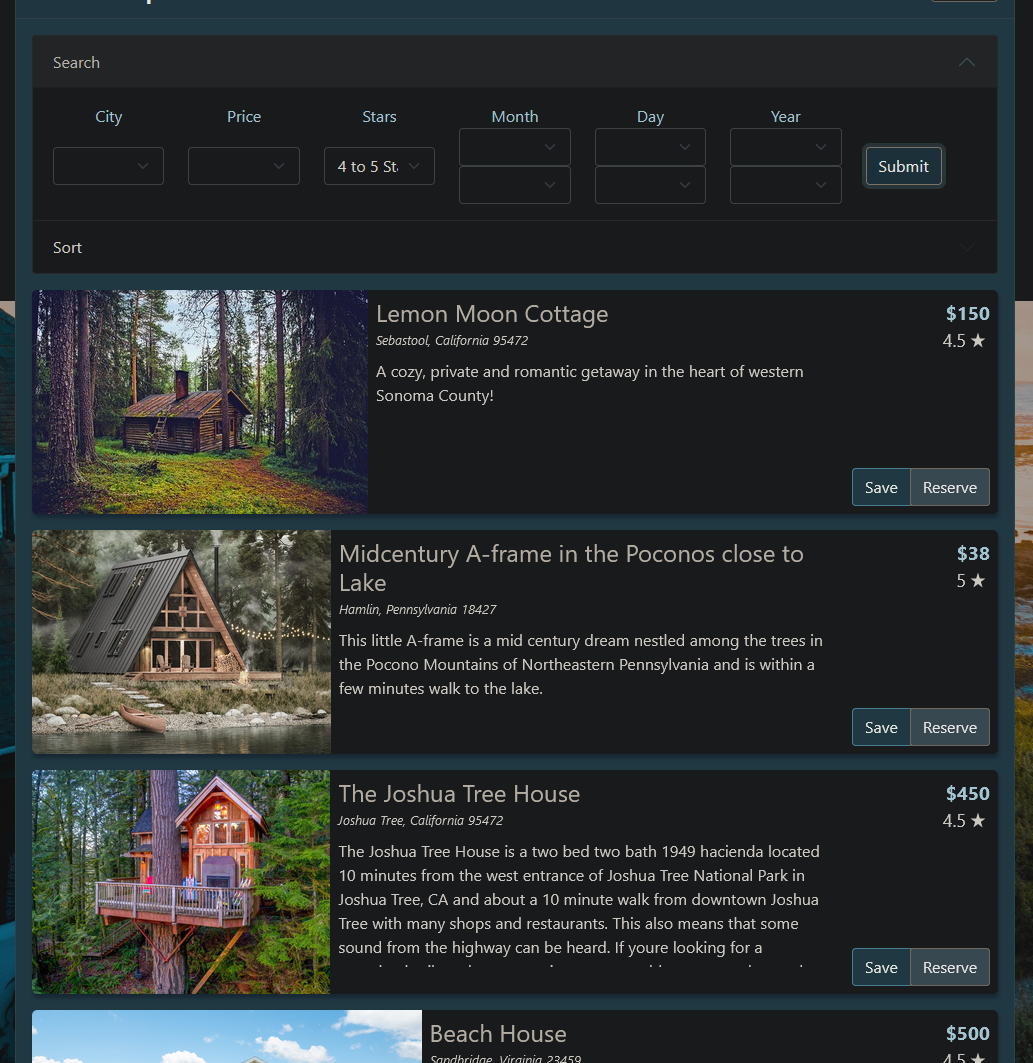 Search
City Price Stars Month Day Year
4 to 5 St
Submit
Sort
Lemon Moon Cottage $150
Sebastool, California 95472 4.5 ★
A cozy, private and romantic getaway in the heart of western
Sonoma County!
Save Reserve
Midcentury A-frame in the Poconos close to $38
Lake 5 ★
Hamlin, Pennsylvania 18427
This little A-frame is a mid century dream nestled among the trees in
the Pocono Mountains of Northeastern Pennsylvania and is within a
few minutes walk to the lake.
Save Reserve
The Joshua Tree House $450
Joshua Tree, California 95472 4.5 ★
The Joshua Tree House is a two bed two bath 1949 hacienda located
10 minutes from the west entrance of Joshua Tree National Park in
Joshua Tree, CA and about a 10 minute walk from downtown Joshua
Tree with many shops and restaurants. This also means that some
sound from the highway can be heard. If youre looking for a
Save Reserve
Beach House $500
Sandbridge, Virginia 23459 4.5 ★